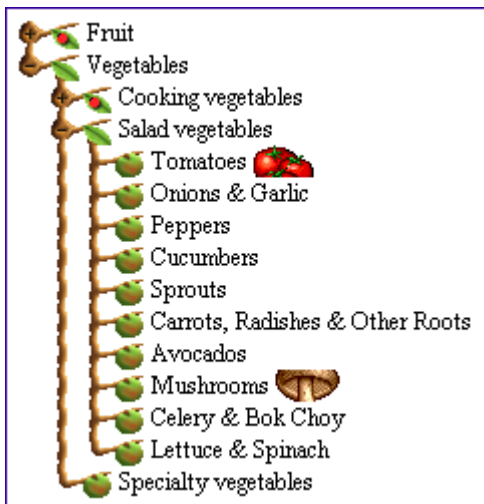 Fruit
Vegetables
Cooking vegetables
Salad vegetables
Tomatoes
Onions & Garlic
Peppers
Cucumbers
Sprouts
Carrots, Radishes & Other Roots
Avocados
Mushrooms
Celery & Bok Choy
Lettuce & Spinach
Specialty vegetables